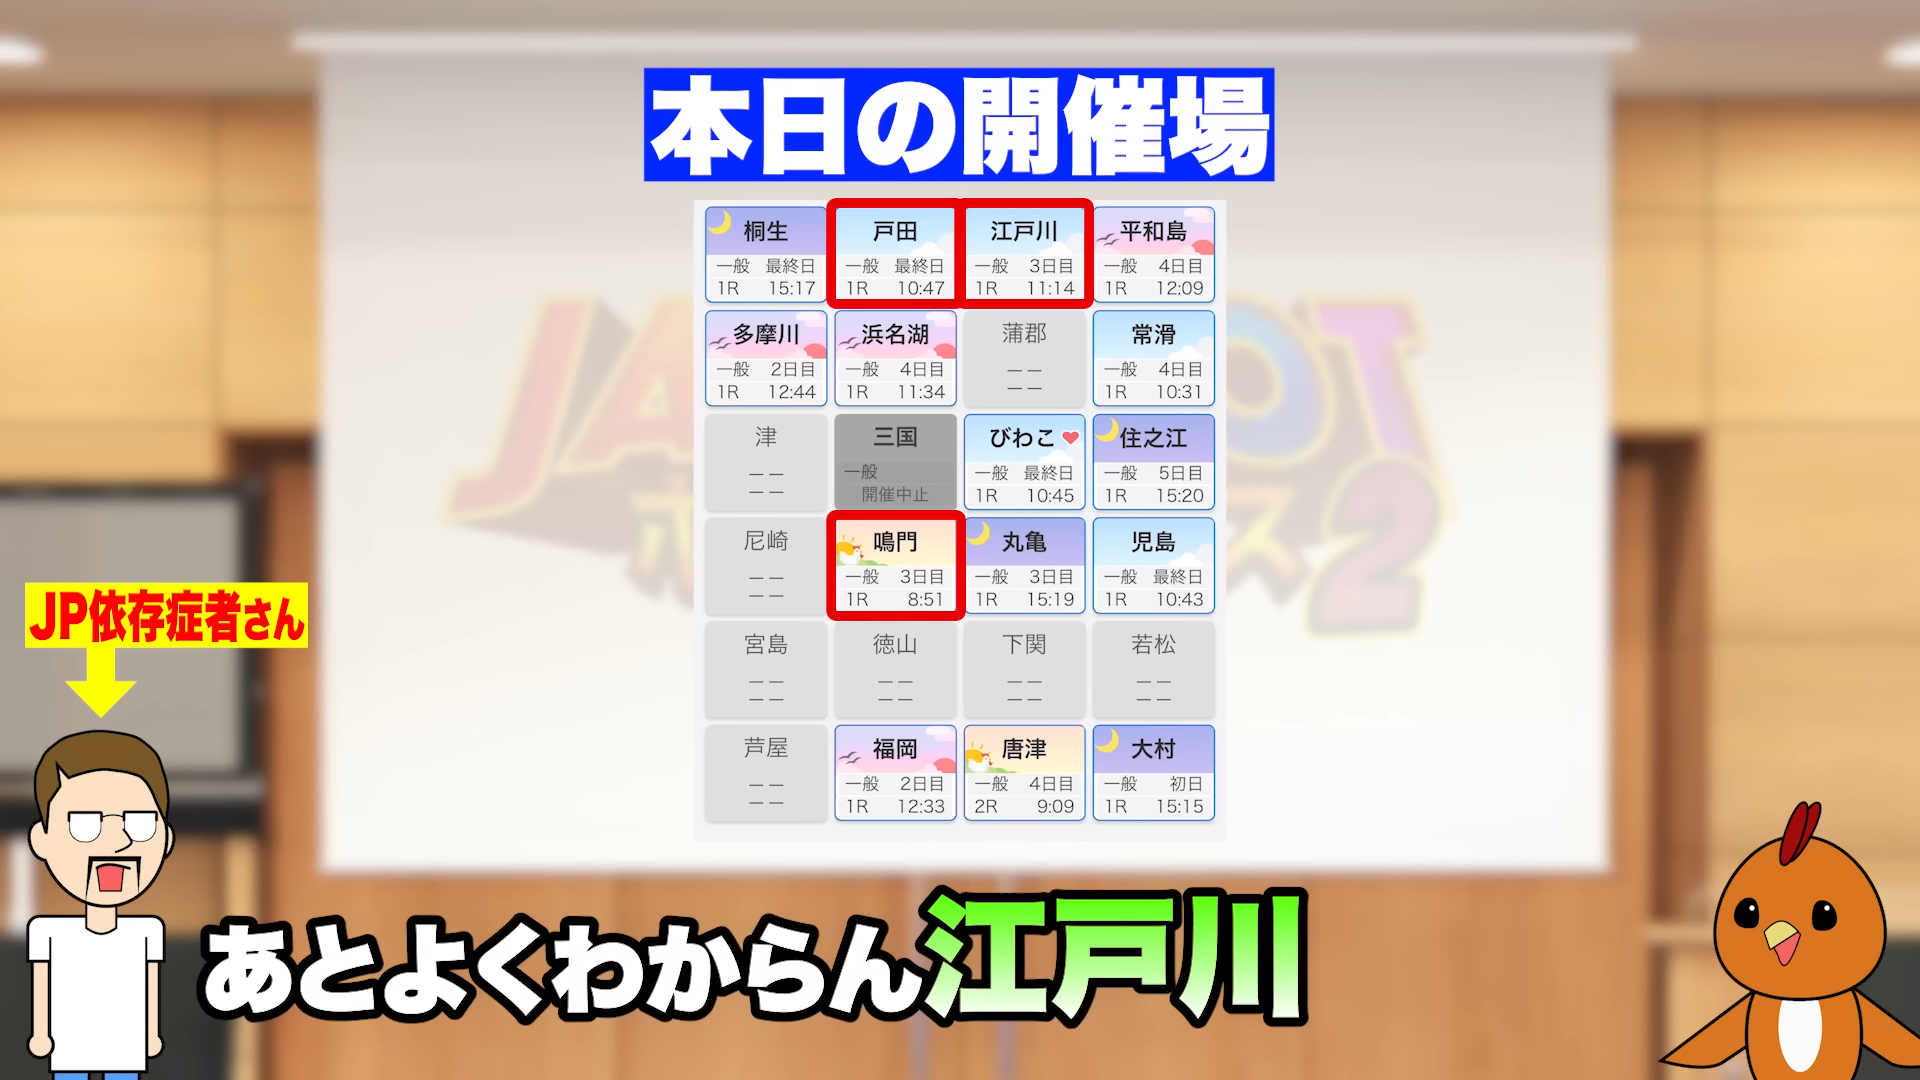 本日の開催場
桐生 戸田 江戸川 平和島
一般 最終日 一般 最終日 一般 3日目 一般 4日目
1R 15:17 1R 10:47 1R 11:14 1R 12:09
多摩川 浜名湖 蒲郡 常滑
一般 2日目 一般 4日目 -- 一般 4日目
1R 12:44 1R 11:34 -- 1R 10:31
津 三国 びわこ 住之江
-- 一般 一般 最終日 一般 5日目
-- 開催中止 1R 10:45 1R 15:20
尼崎 鳴門 丸亀 児島
-- 一般 3日目 一般 3日目 一般 最終日
-- 1R 8:51 1R 15:19 1R 10:43
宮島 徳山 下関 若松
-- -- -- --
-- -- -- --
芦屋 福岡 唐津 大村
-- 一般 2日目 一般 4日目 一般 初日
-- 1R 12:33 2R 9:09 1R 15:15
JP依存症者さん
あとよくわからん江戸川